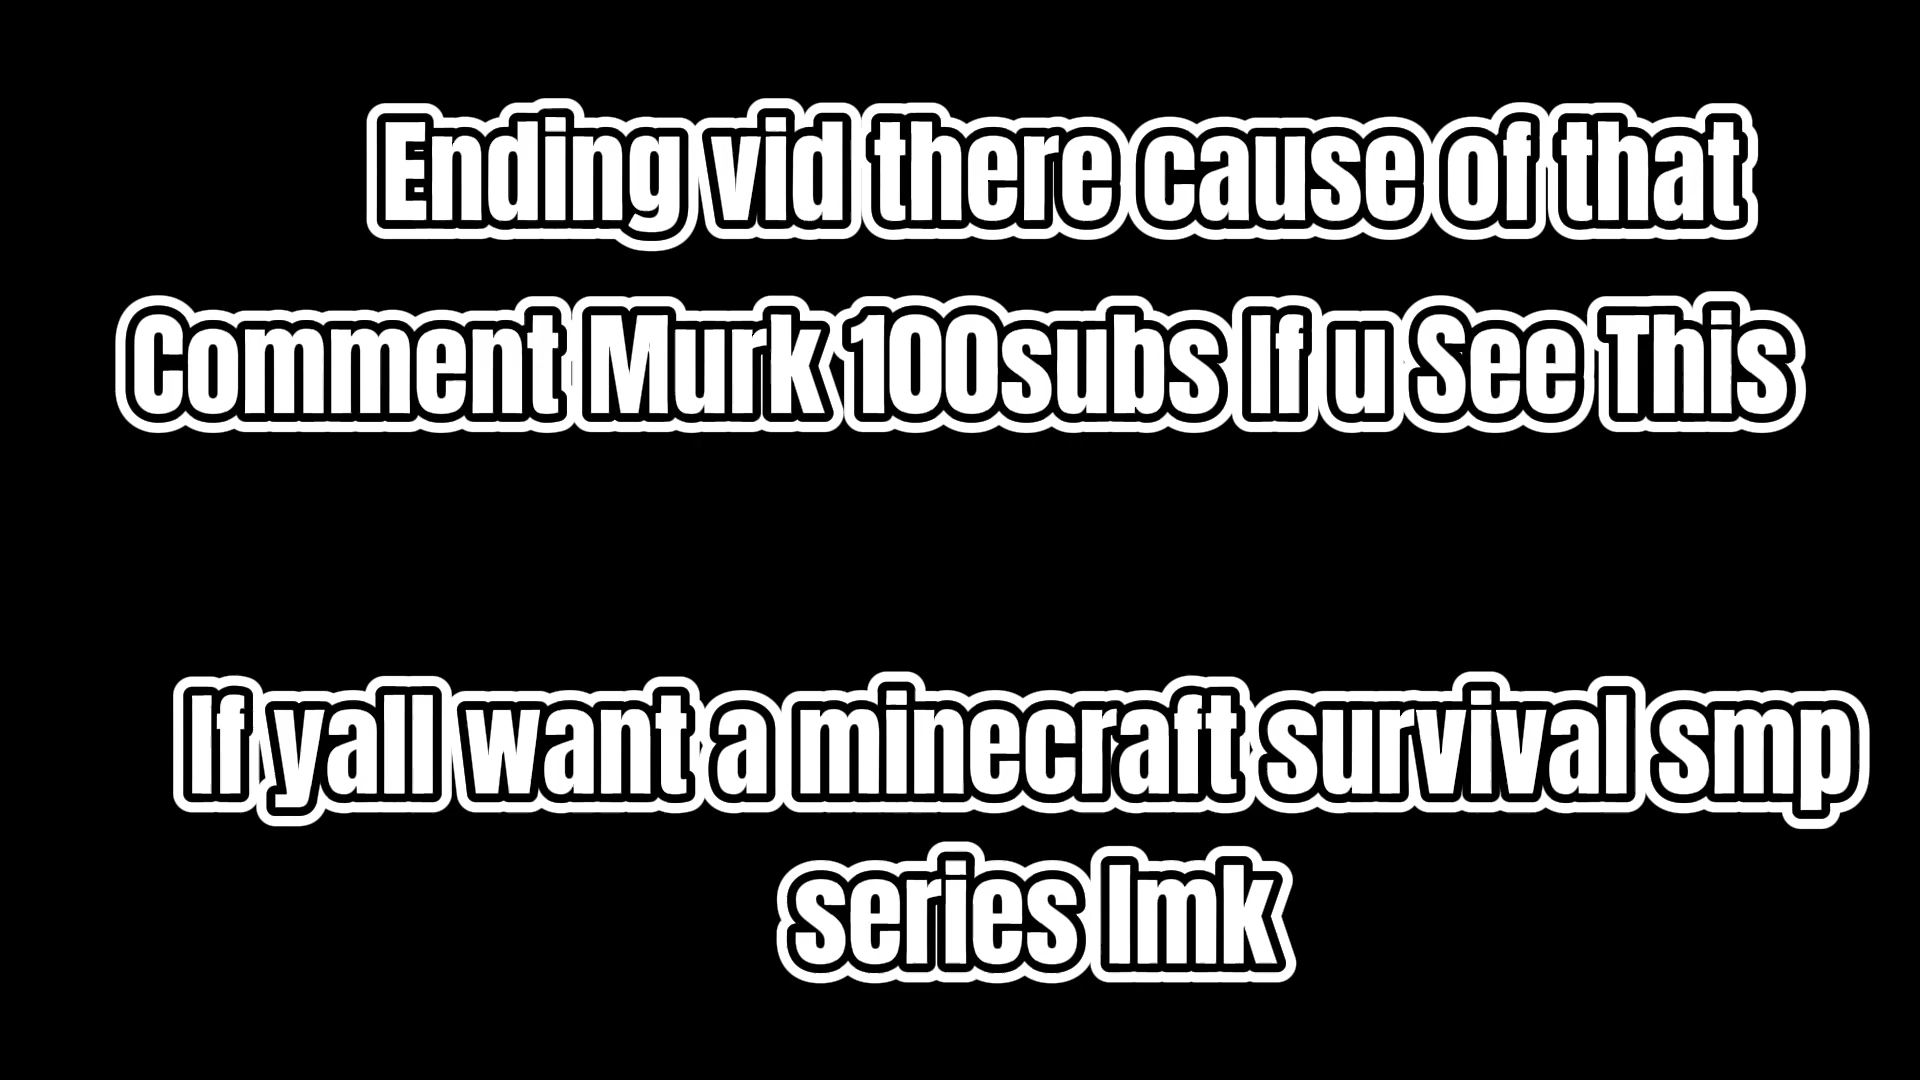 Ending vid there cause of that
Comment Murk 100subs If u See This
If yall want a minecraft survival smp
series lmk